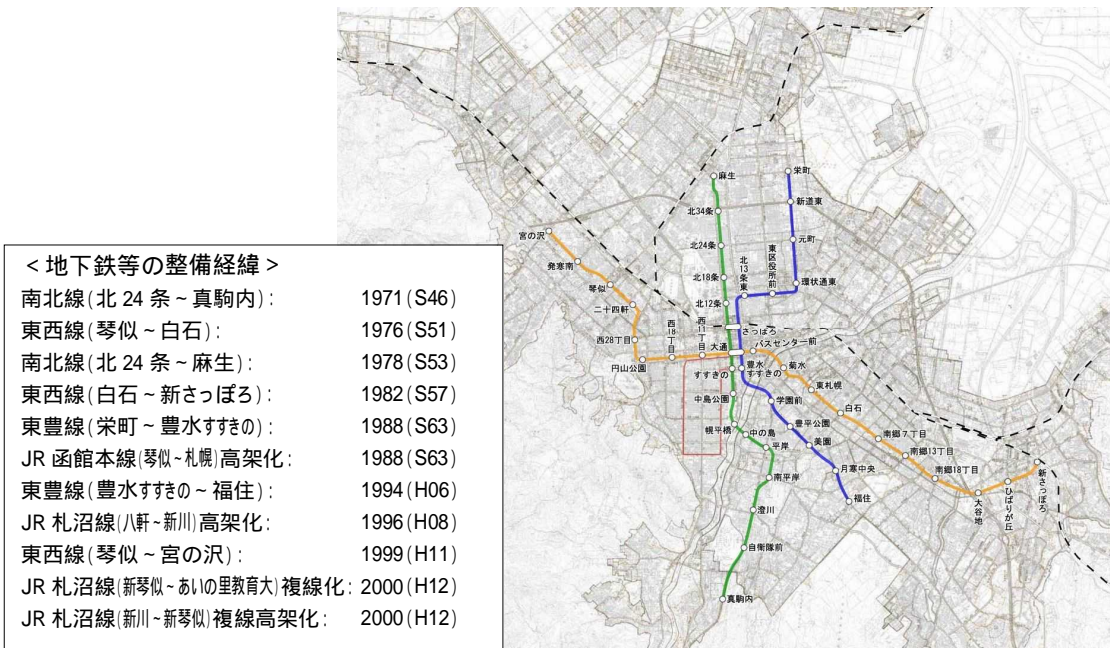 ＜地下鉄等の整備経緯＞
南北線(北24条～真駒内): 1971(S46)
東西線(琴似～白石): 1976(S51)
南北線(北24条～麻生): 1978(S53)
東西線(白石～新さっぽろ): 1982(S57)
東豊線(栄町～豊水すすきの): 1988(S63)
JR函館本線(琴似～札幌)高架化: 1988(S63)
東豊線(豊水すすきの～福住): 1994(H06)
JR札沼線(八軒～新川)高架化: 1996(H08)
東西線(琴似～宮の沢): 1999(H11)
JR札沼線(新琴似～あいの里教育大)複線化: 2000(H12)
JR札沼線(新川～新琴似)複線高架化: 2000(H12)
麻生
北34条
北24条
北18条
北12条
さっぽろ
大通
すすきの
中島公園
幌平橋
中の島
平岸
南平岸
澄川
自衛隊前
真駒内
栄町
新道東
元町
環状通東
東区役所前
北13条東
豊水すすきの
学園前
豊平公園
美園
月寒中央
福住
宮の沢
発寒南
琴似
二十四軒
西28丁目
円山公園
西18丁目
西11丁目
バスセンター前
菊水
東札幌
白石
南郷7丁目
南郷13丁目
南郷18丁目
大谷地
ひばりが丘
新さっぽろ